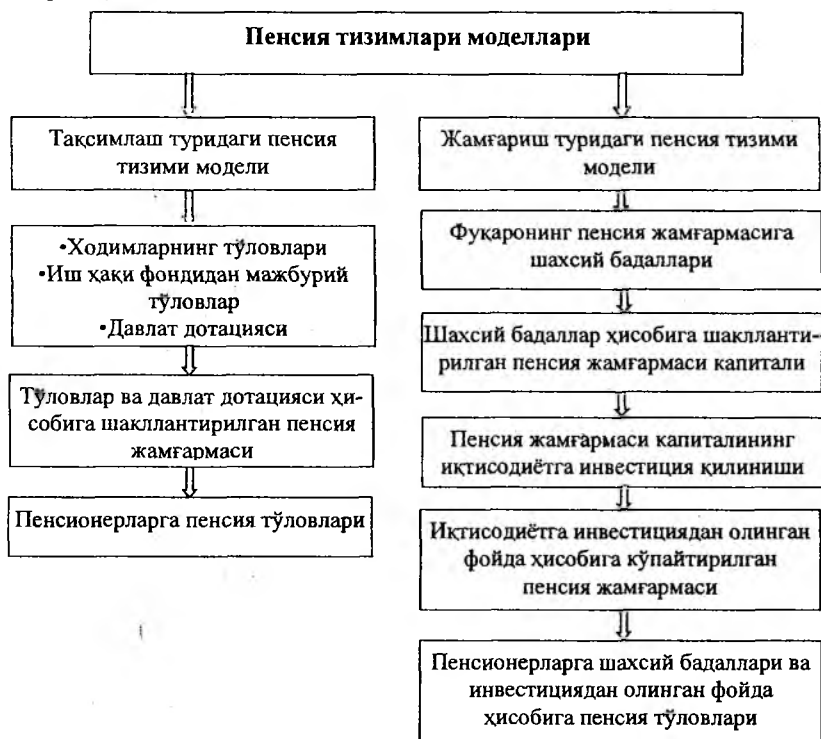 Пенсия тизимлари моделлари
Тақсимлаш туридаги пенсия
тизими модели
•Ходимларнинг тўловлари
•Иш ҳақи фондидан мажбурий
тўловлар
•Давлат дотацияси
Тўловлар ва давлат дотацияси ҳи-
собига шакллантирилган пенсия
жамғармаси
Пенсионерларга пенсия тўловлари
Жамғариш туридаги пенсия тизими
модели
Фуқаронинг пенсия жамғармасига
шахсий бадаллари
Шахсий бадаллар ҳисобига шакллантирилган
рилган пенсия жамғармаси капитали
Пенсия жамғармаси капиталининг
иқтисодиётга инвестиция қилиниши
Иқтисодиётга инвестициядан олинган
фойда ҳисобига кўпайтирилган
пенсия жамғармаси
Пенсионерларга шахсий бадаллари ва
инвестициядан олинган фойда
ҳисобига пенсия тўловлари